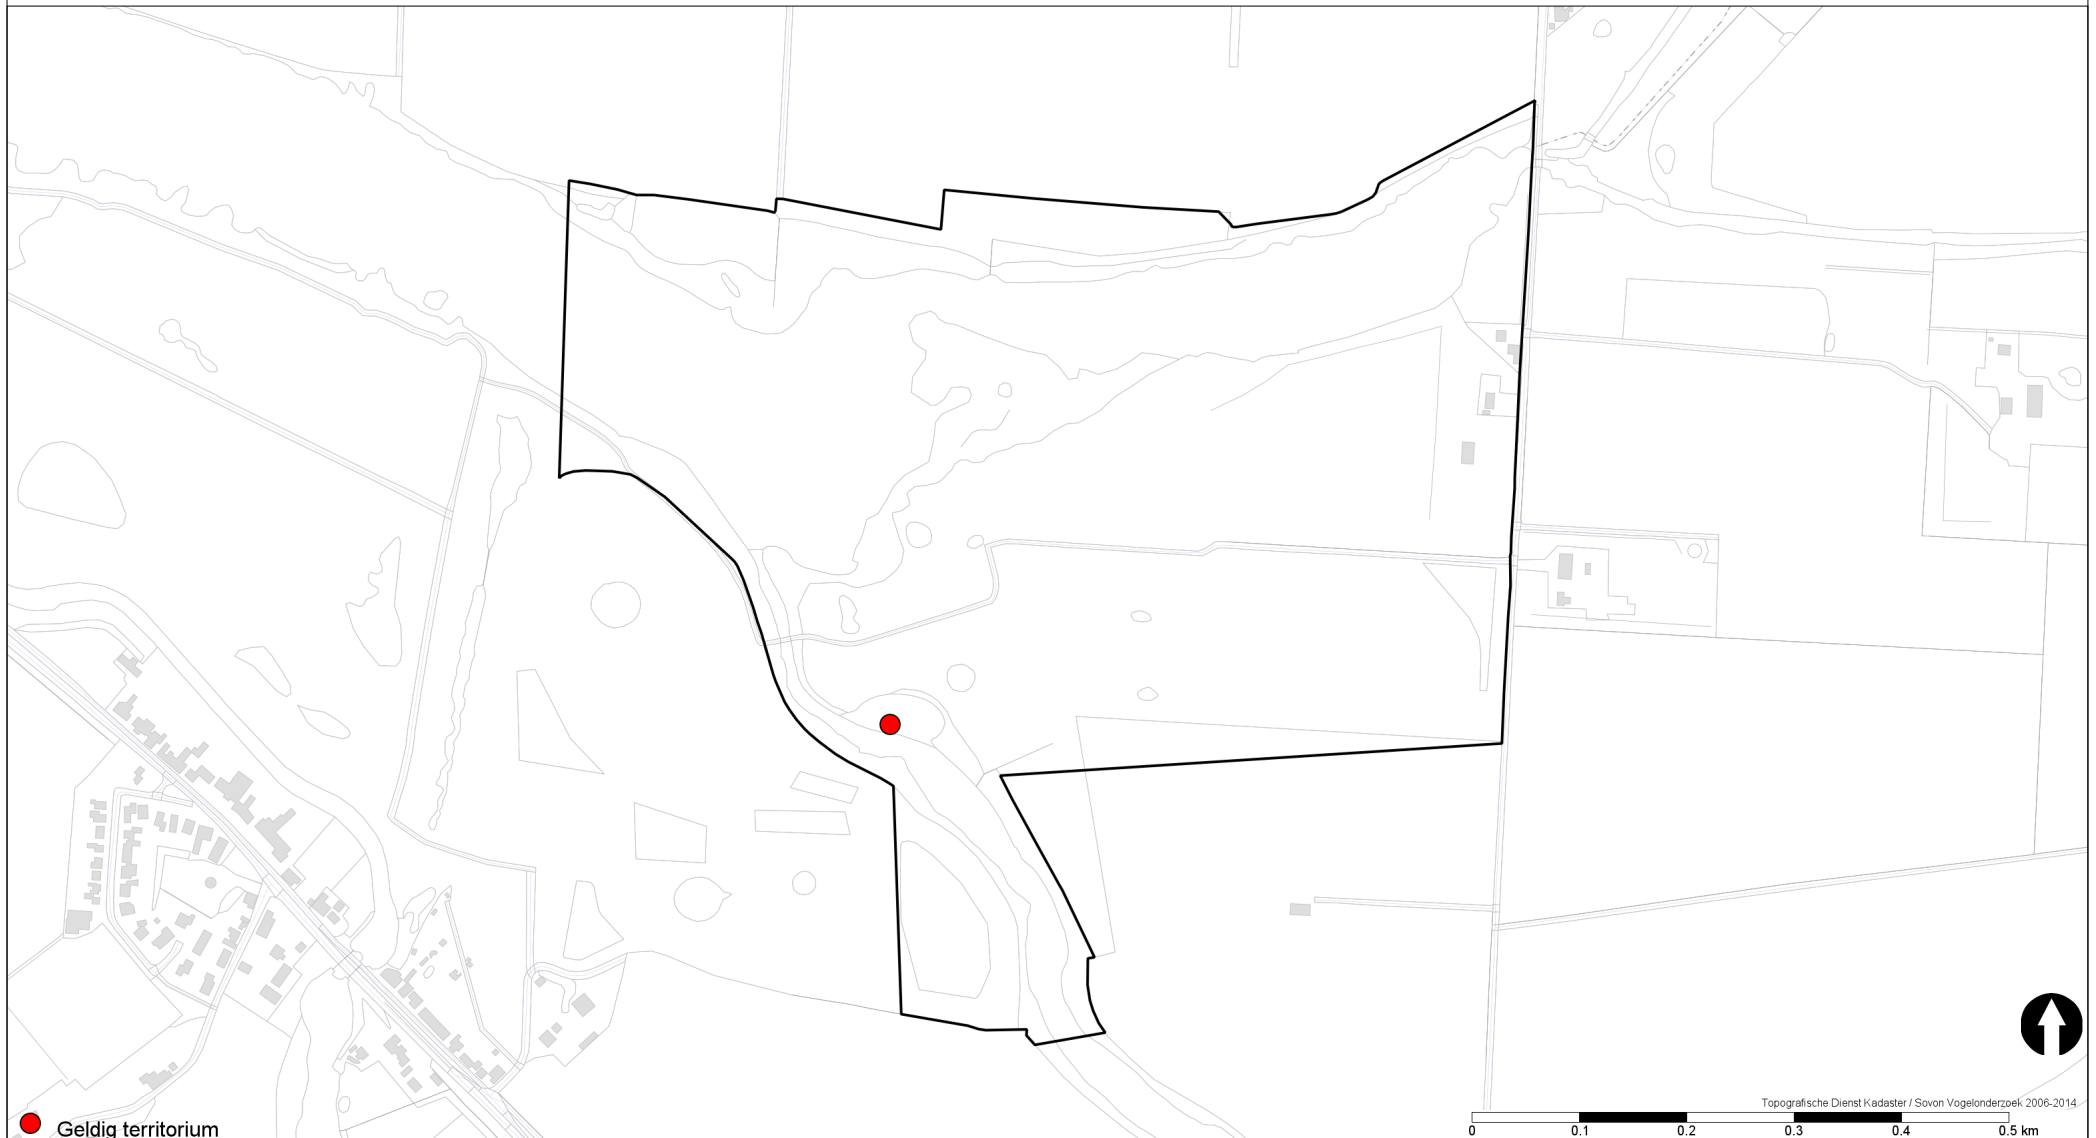 Topografische Dienst Kadaster / Sovon Vogelonderzoek 2006-2014
0 0.1 0.2 0.3 0.4 0.5 km
Geldig territorium